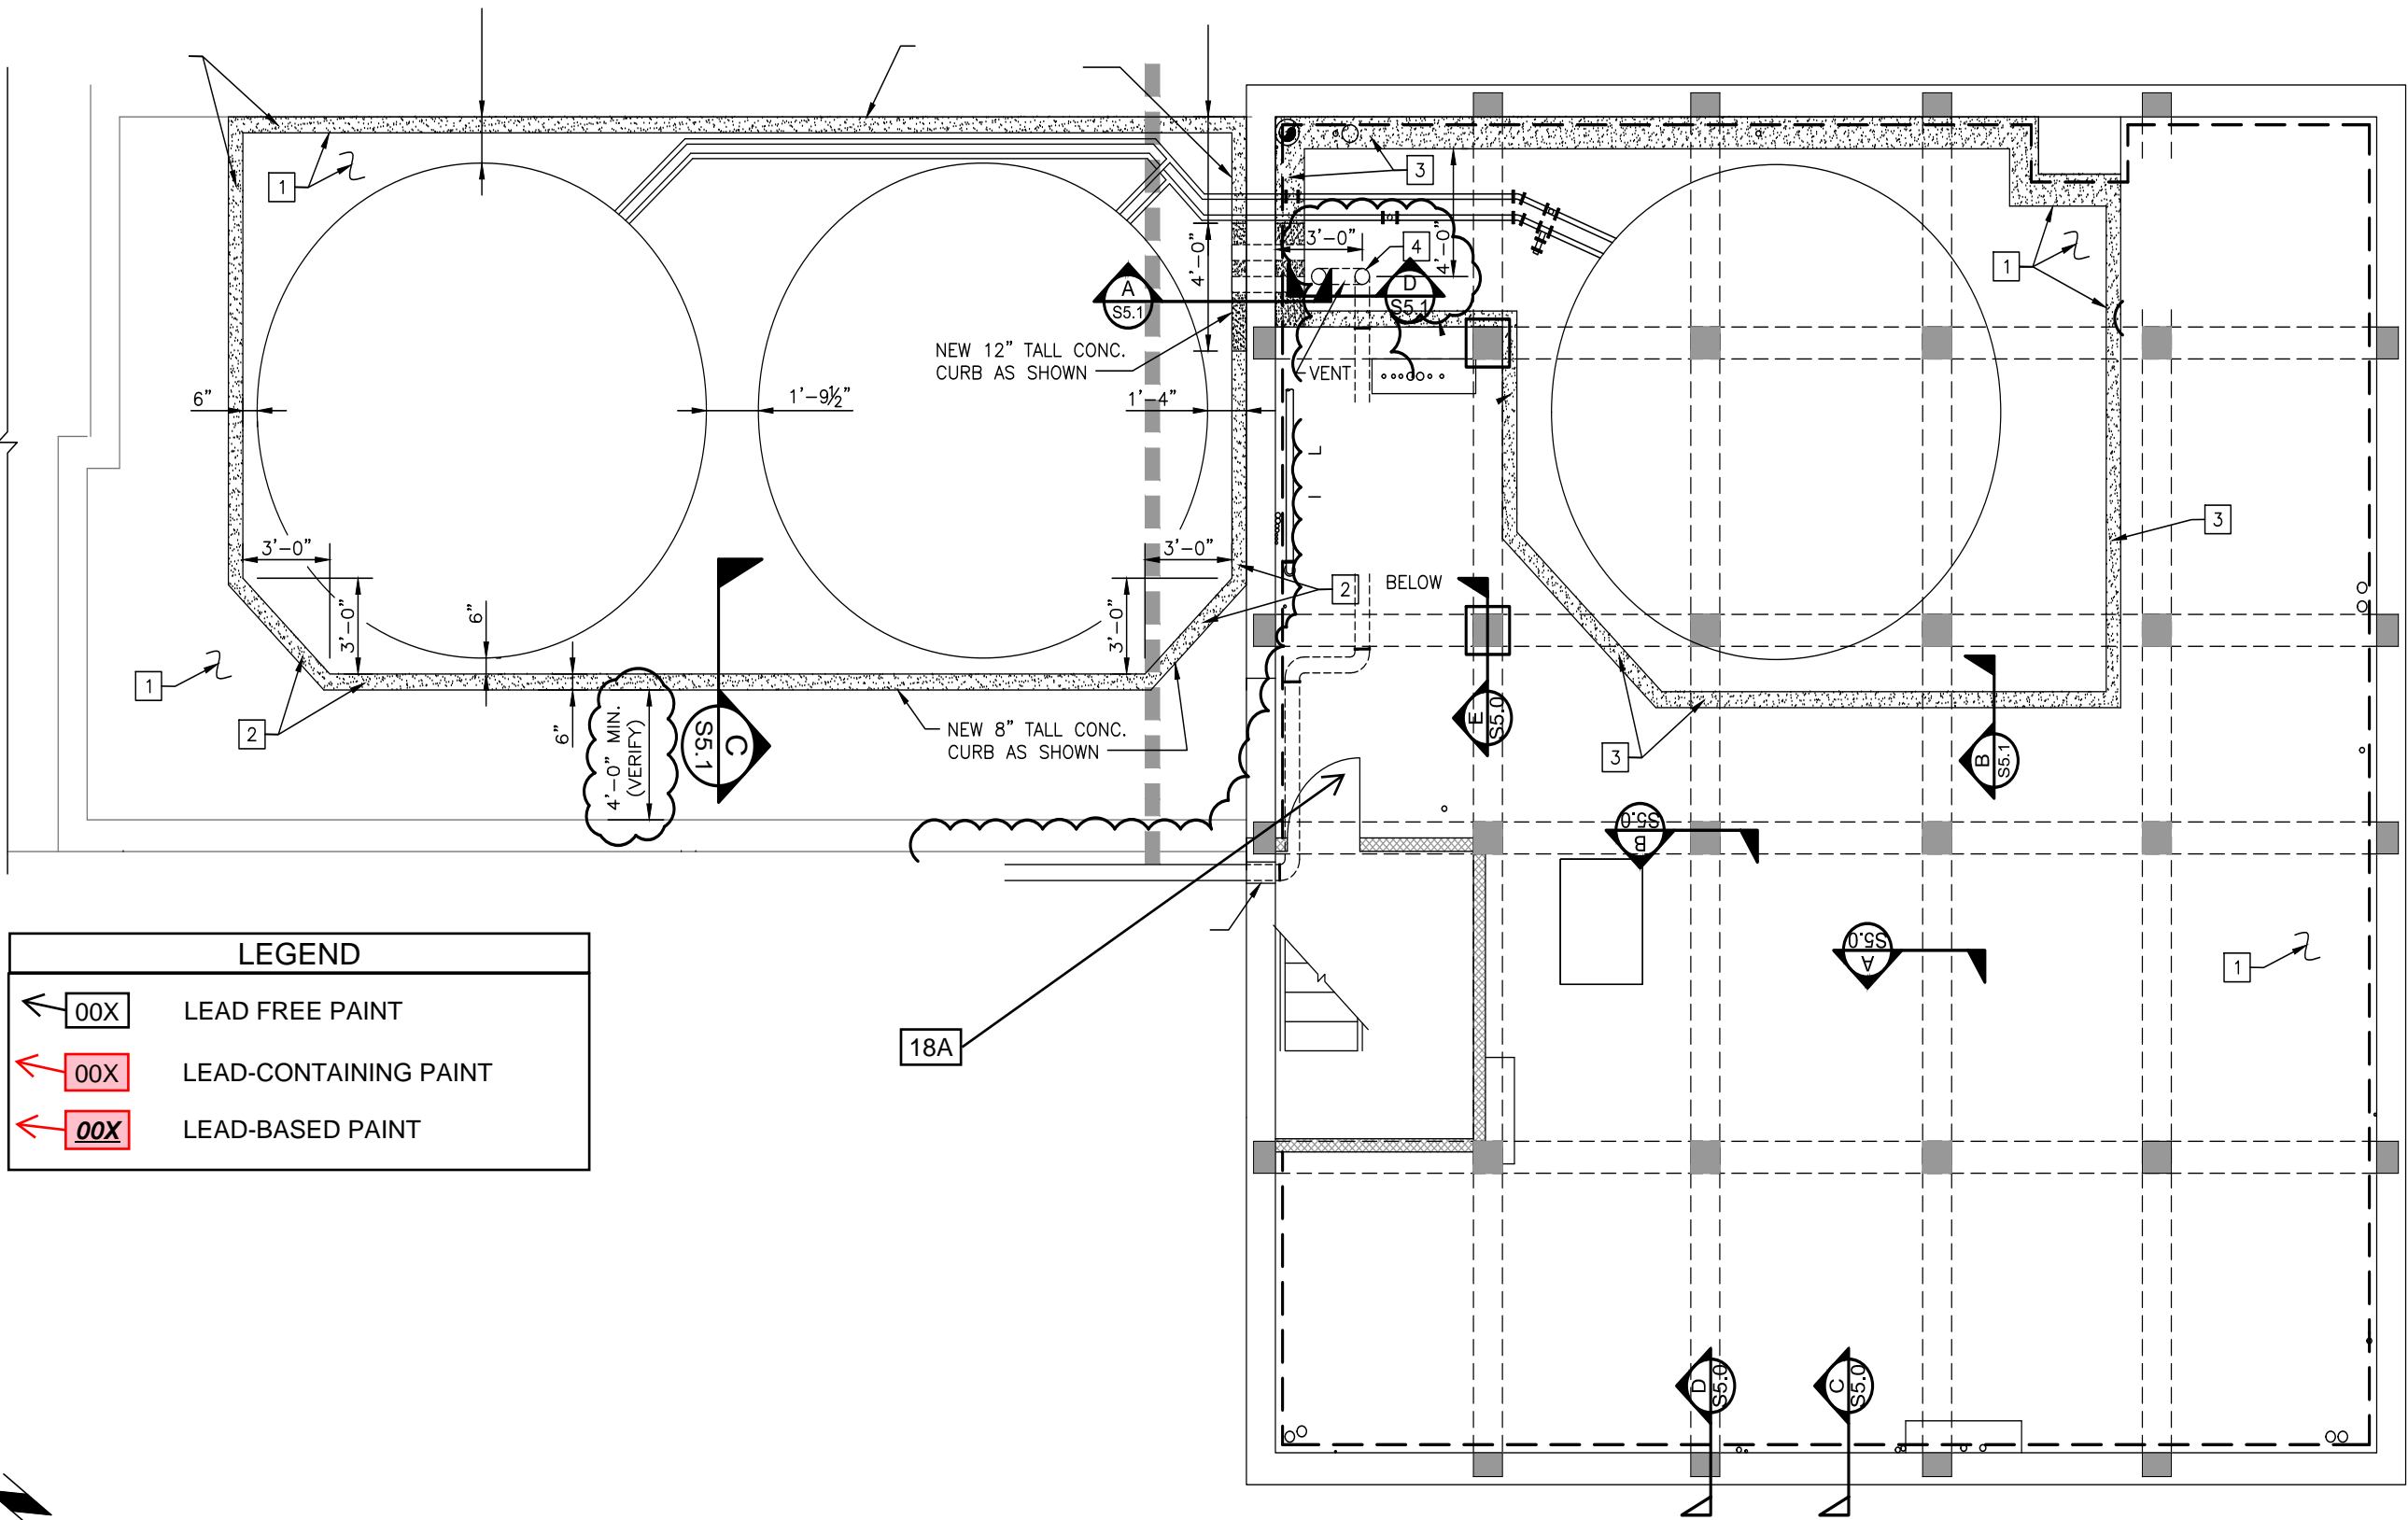 1
3
3'-0"
4
4'-0"
4'-0"
1
A
S5.1
D
S5.1
NEW 12" TALL CONC.
CURB AS SHOWN
VENT
6"
1'-9½"
1'-4"
3
3'-0"
3'-0"
2
BELOW
3'-0"
6"
3'-0"
1
2
6"
4'-0" MIN.
(VERIFY)
C
S5.1
NEW 8" TALL CONC.
CURB AS SHOWN
E
S5.0
3
B
S5.1
B
S5.0
A
S5.0
1
LEGEND
00X LEAD FREE PAINT
00X LEAD-CONTAINING PAINT
00X LEAD-BASED PAINT
18A
D
S5.0
C
S5.0